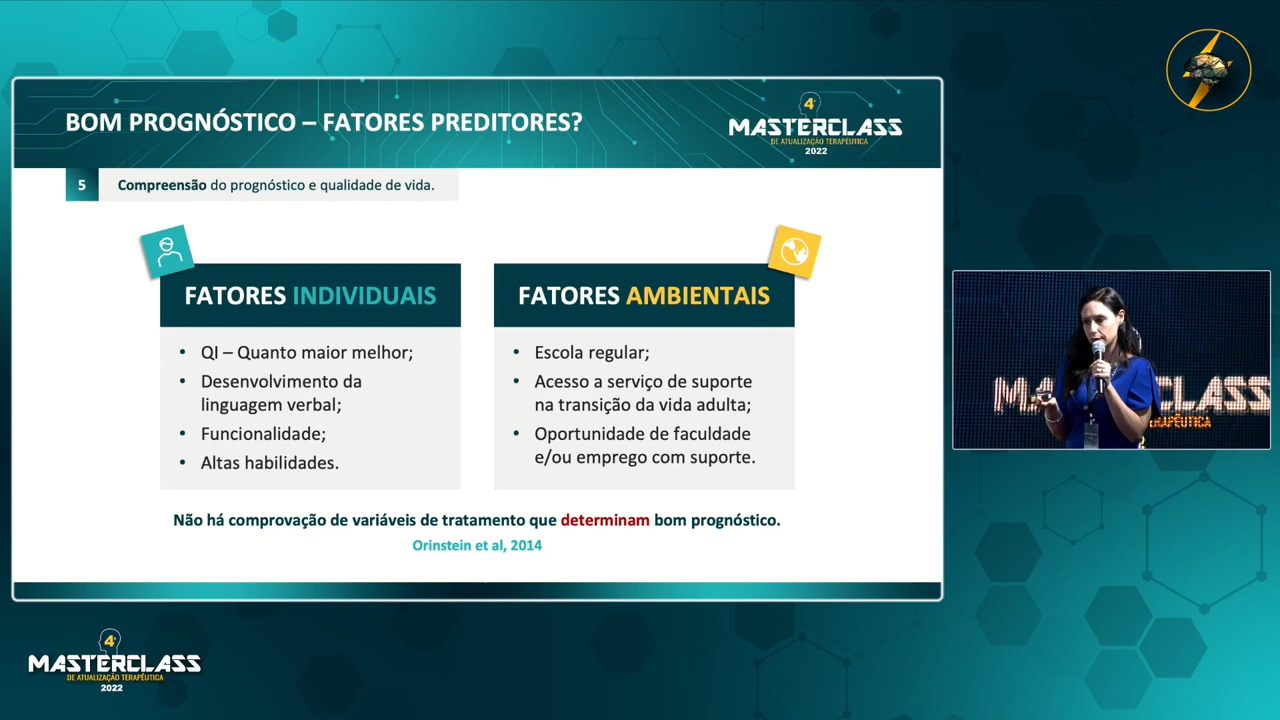 BOM PROGNÓSTICO – FATORES PREDITORES?
4ª
MASTERCLASS
DE ATUALIZAÇÃO TERAPÊUTICA
2022
5 Compreensão do prognóstico e qualidade de vida.
FATORES INDIVIDUAIS
• QI – Quanto maior melhor;
• Desenvolvimento da
linguagem verbal;
• Funcionalidade;
• Altas habilidades.
FATORES AMBIENTAIS
• Escola regular;
• Acesso a serviço de suporte
na transição da vida adulta;
• Oportunidade de faculdade
e/ou emprego com suporte.
Não há comprovação de variáveis de tratamento que determinam bom prognóstico.
Orinstein et al, 2014
4ª
MASTERCLASS
DE ATUALIZAÇÃO TERAPÊUTICA
2022